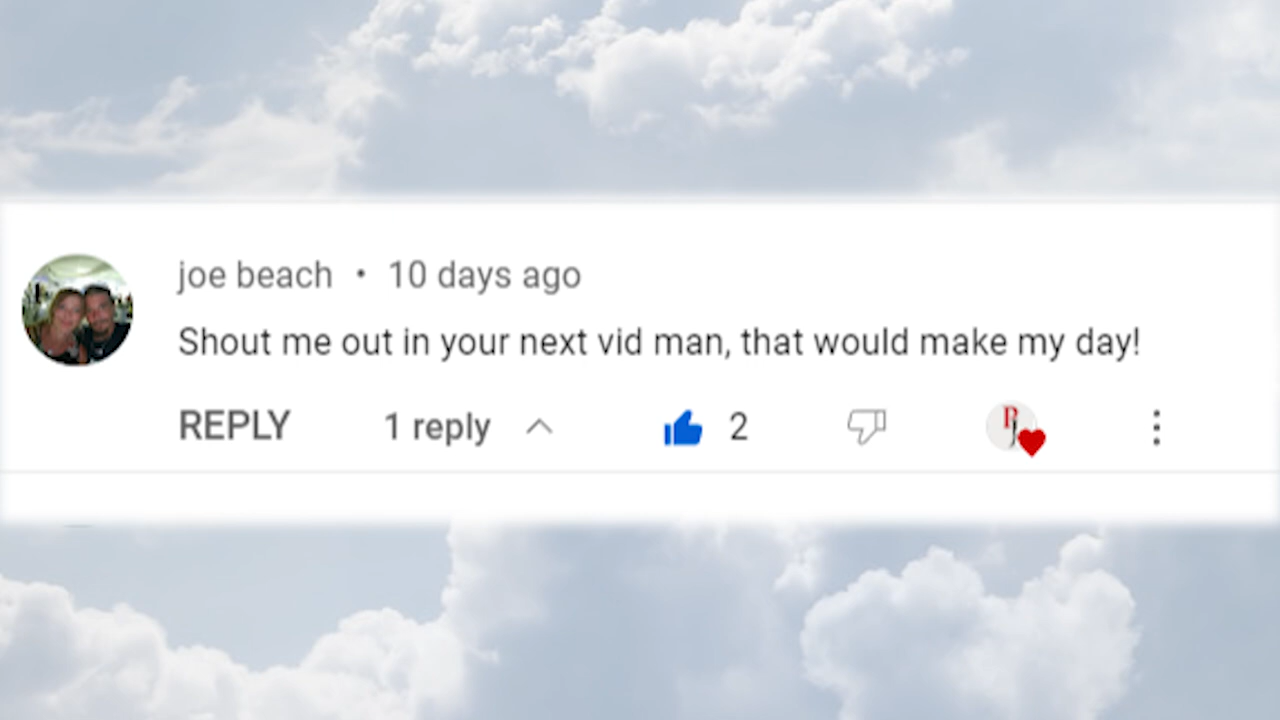 joe beach • 10 days ago
Shout me out in your next vid man, that would make my day!
REPLY 1 reply 2 PJ